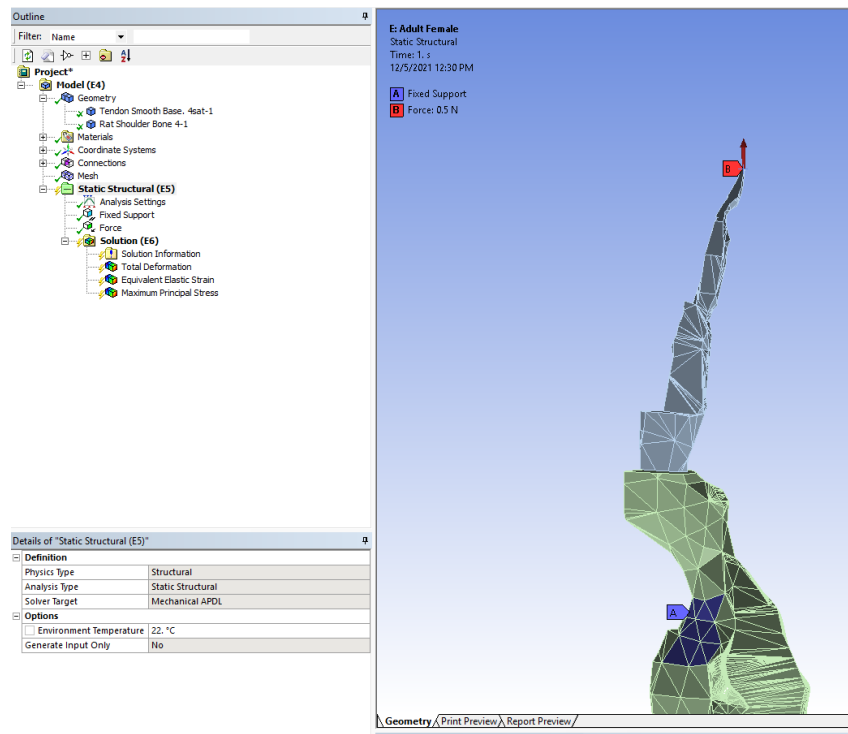 Outline
Filter: Name
Project*
Model (E4)
Geometry
Tendon Smooth Base. 4sat-1
Rat Shoulder Bone 4-1
Materials
Coordinate Systems
Connections
Mesh
Static Structural (E5)
Analysis Settings
Fixed Support
Force
Solution (E6)
Solution Information
Total Deformation
Equivalent Elastic Strain
Maximum Principal Stress
Details of "Static Structural (E5)"
Definition
Physics Type Structural
Analysis Type Static Structural
Solver Target Mechanical APDL
Options
Environment Temperature 22. °C
Generate Input Only No
E: Adult Female
Static Structural
Time: 1. s
12/5/2021 12:30 PM
A Fixed Support
B Force: 0.5 N
B
A
Geometry Print Preview Report Preview